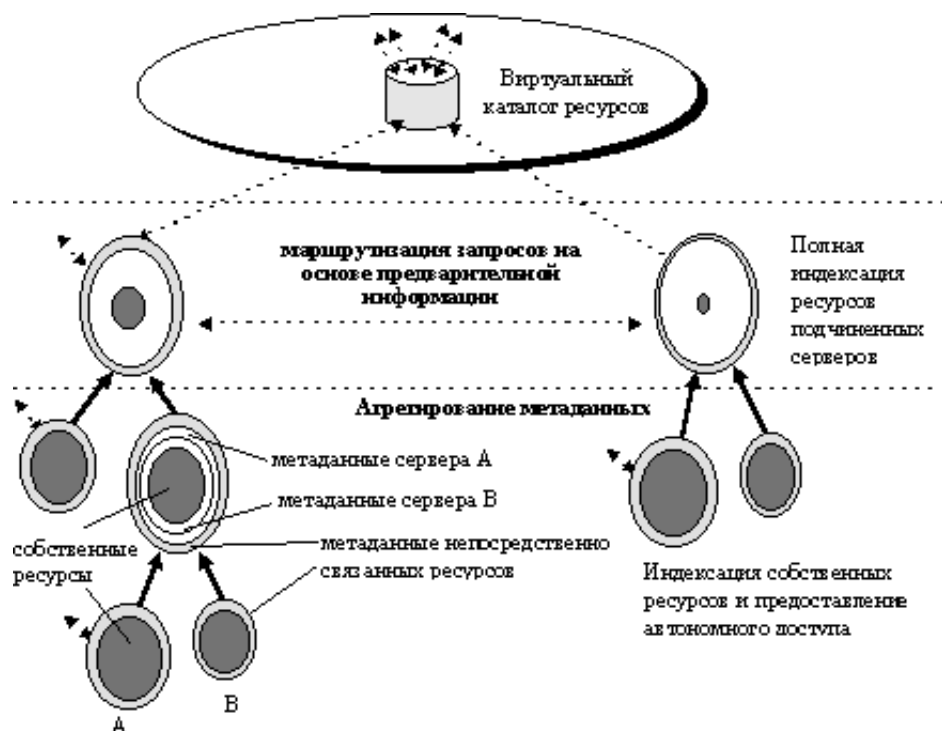 Виртуальный
каталог ресурсов
маршрутизация запросов на
основе предварительной
информации
Полная
индексация
ресурсов
подчиненных
серверов
Агрегирование метаданных
метаданные сервера А
метаданные сервера В
собственные
ресурсы
метаданные непосредственно
связанных ресурсов
Индексация собственных
ресурсов и предоставление
автономного доступа
А
В